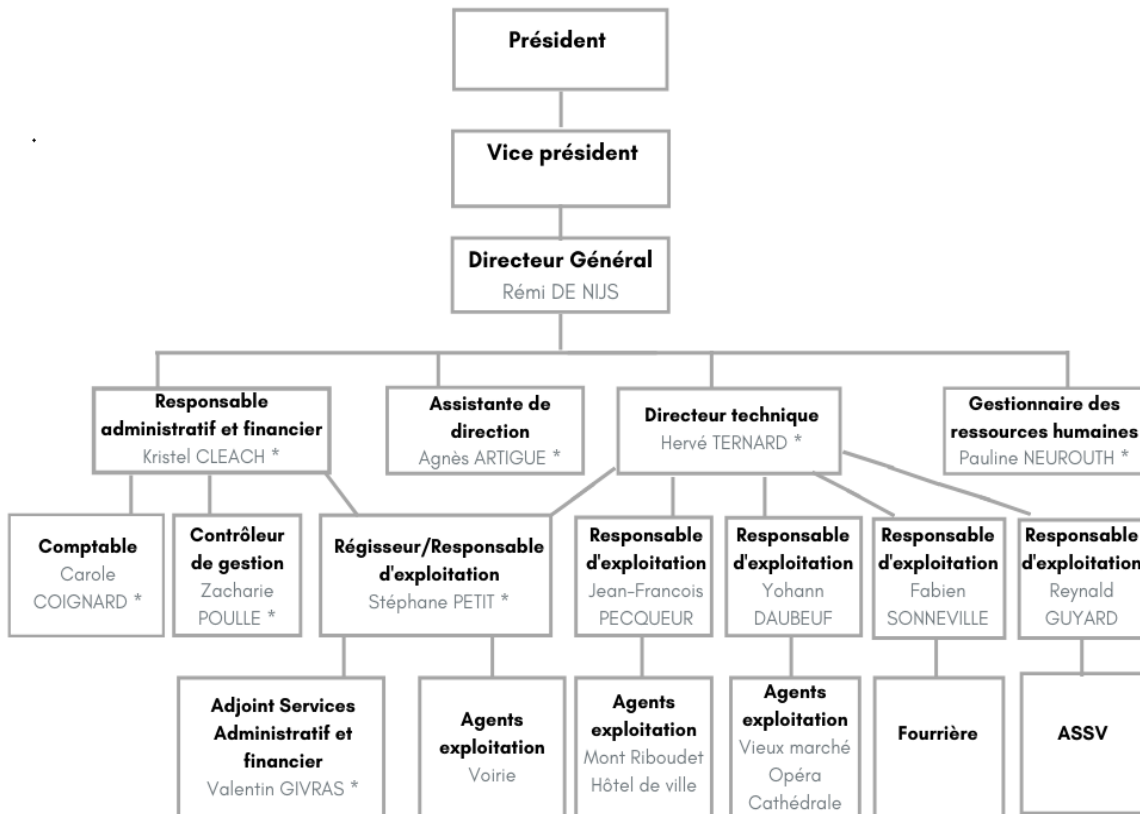 Président
Vice président
Directeur Général
Rémi DE NIJS
Responsable
administratif et financier
Kristel CLEACH *
Assistante de
direction
Agnès ARTIGUE *
Directeur technique
Hervé TERNARD *
Gestionnaire des
ressources humaines
Pauline NEUROUTH *
Comptable
Carole
COIGNARD *
Contrôleur
de gestion
Zacharie
POULLE *
Régisseur/Responsable
d'exploitation
Stéphane PETIT *
Responsable
d'exploitation
Jean-Francois
PECQUEUR
Responsable
d'exploitation
Yohann
DAUBEUF
Responsable
d'exploitation
Fabien
SONNEVILLE
Responsable
d'exploitation
Reynald
GUYARD
Adjoint Services
Administratif et
financier
Valentin GIVRAS *
Agents
exploitation
Voirie
Agents
exploitation
Mont Riboudet
Hôtel de ville
Agents
exploitation
Vieux marché
Opéra
Cathédrale
Fourrière
ASSV